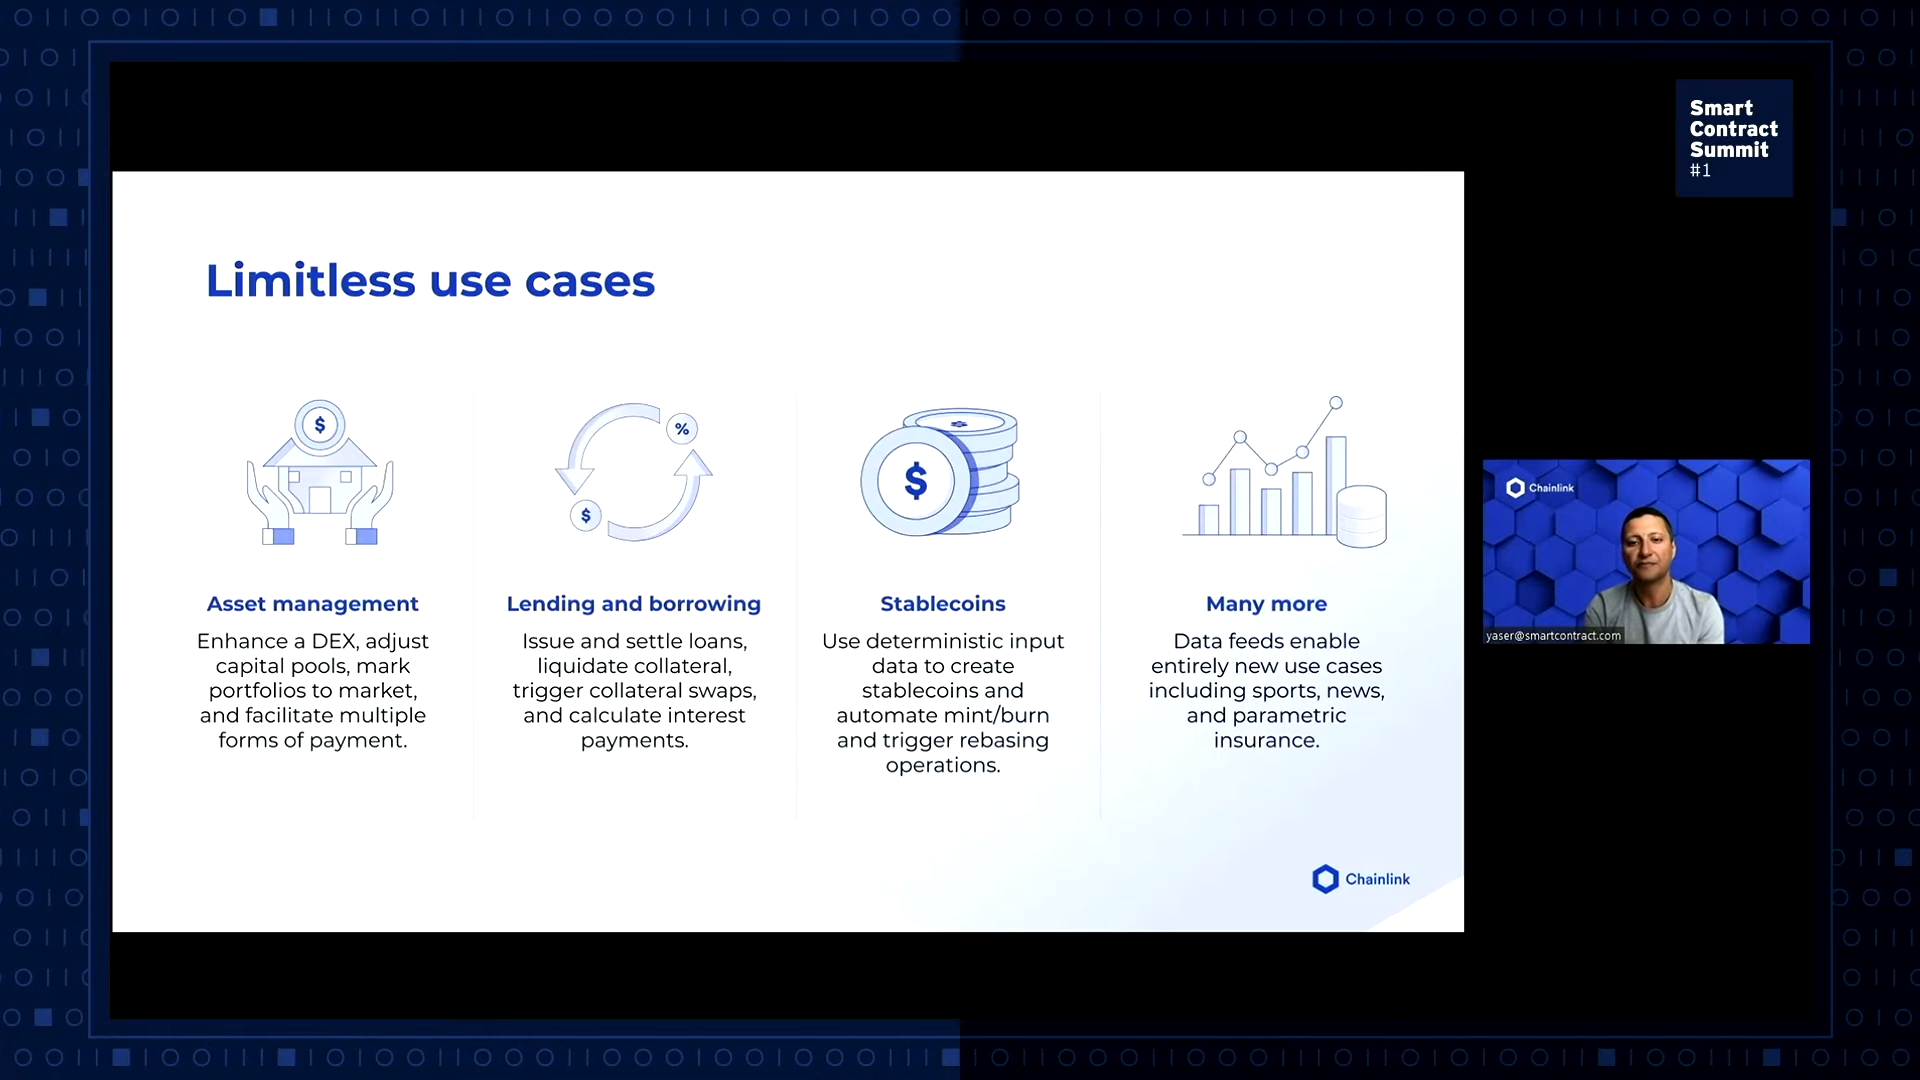 Smart
Contract
Summit
#1
Limitless use cases
$
%
$
$
$
Asset management
Enhance a DEX, adjust
capital pools, mark
portfolios to market,
and facilitate multiple
forms of payment.
Lending and borrowing
Issue and settle loans,
liquidate collateral,
trigger collateral swaps,
and calculate interest
payments.
Stablecoins
Use deterministic input
data to create
stablecoins and
automate mint/burn
and trigger rebasing
operations.
Many more
Data feeds enable
entirely new use cases
including sports, news,
and parametric
insurance.
Chainlink
Chainlink
yaser@smartcontract.com